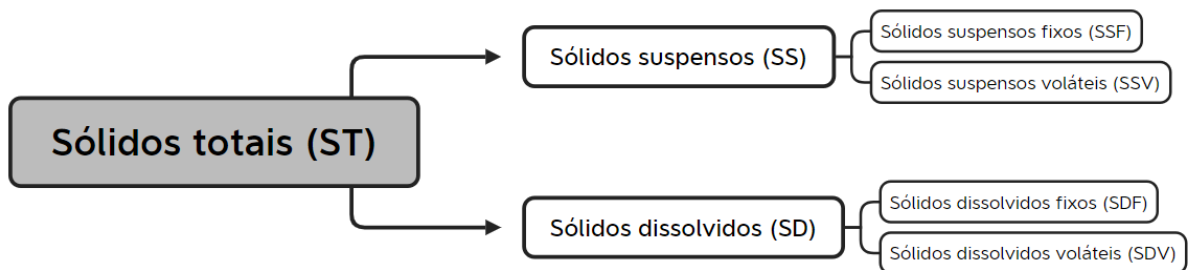 Sólidos totais (ST)
Sólidos suspensos (SS)
Sólidos suspensos fixos (SSF)
Sólidos suspensos voláteis (SSV)
Sólidos dissolvidos (SD)
Sólidos dissolvidos fixos (SDF)
Sólidos dissolvidos voláteis (SDV)